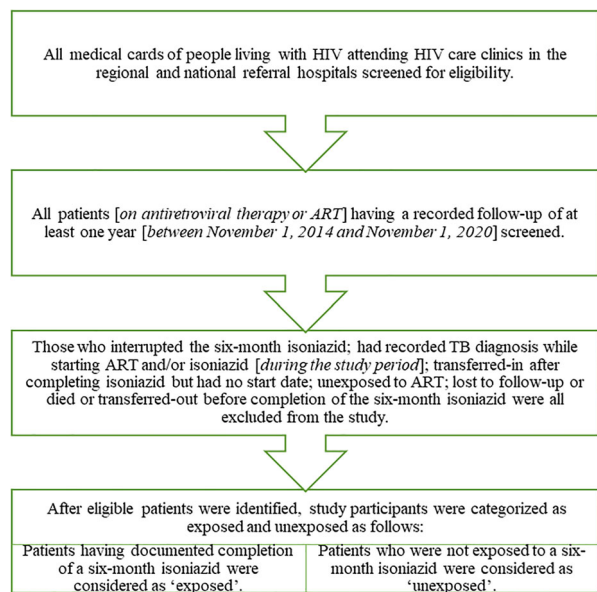 All medical cards of people living with HIV attending HIV care clinics in the
regional and national referral hospitals screened for eligibility.
All patients [on antiretroviral therapy or ART] having a recorded follow-up of at
least one year [between November 1, 2014 and November 1, 2020] screened.
Those who interrupted the six-month isoniazid; had recorded TB diagnosis while
starting ART and/or isoniazid [during the study period]; transferred-in after
completing isoniazid but had no start date; unexposed to ART; lost to follow-up or
died or transferred-out before completion of the six-month isoniazid were all
excluded from the study.
After eligible patients were identified, study participants were categorized as
exposed and unexposed as follows:
Patients having documented completion
of a six-month isoniazid were
considered as ‘exposed’.
Patients who were not exposed to a six-
month isoniazid were considered as
‘unexposed’.